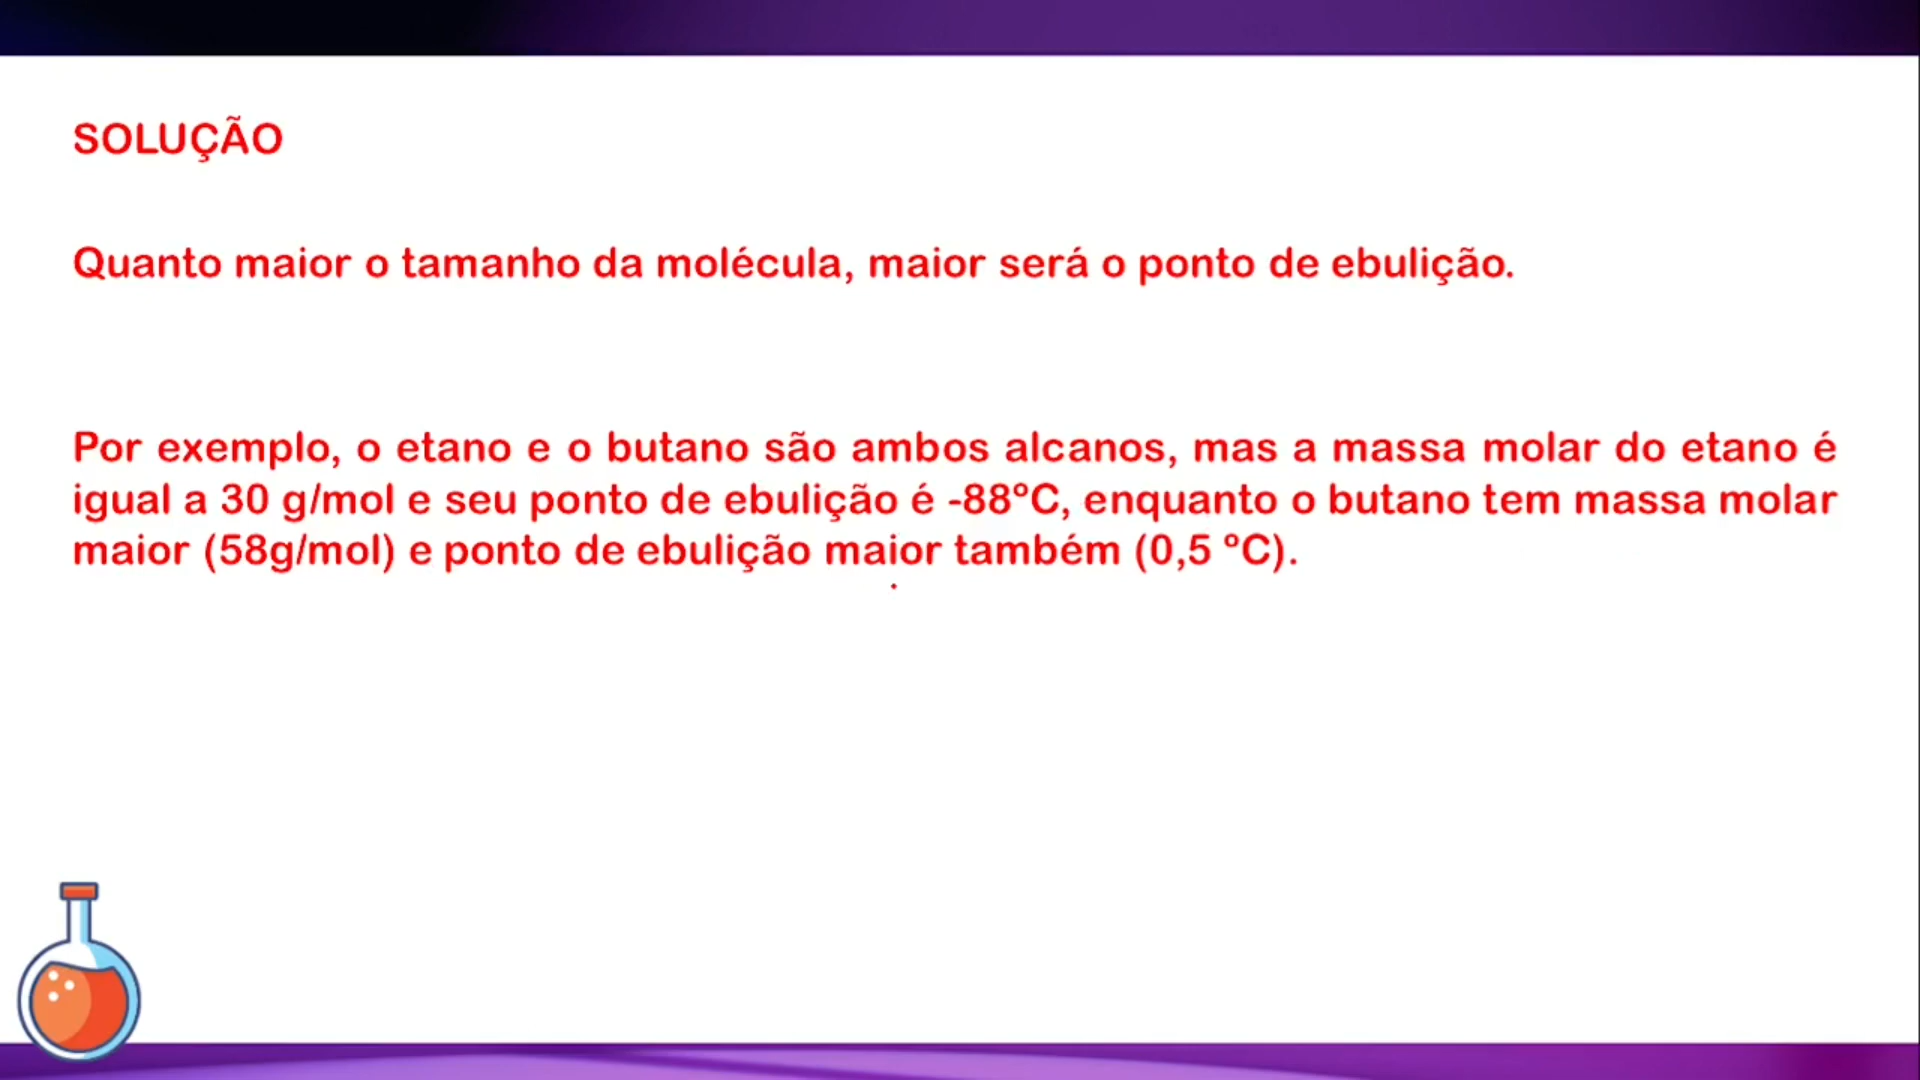 SOLUÇÃO
Quanto maior o tamanho da molécula, maior será o ponto de ebulição.
Por exemplo, o etano e o butano são ambos alcanos, mas a massa molar do etano é
igual a 30 g/mol e seu ponto de ebulição é -88ºC, enquanto o butano tem massa molar
maior (58g/mol) e ponto de ebulição maior também (0,5 ºC).